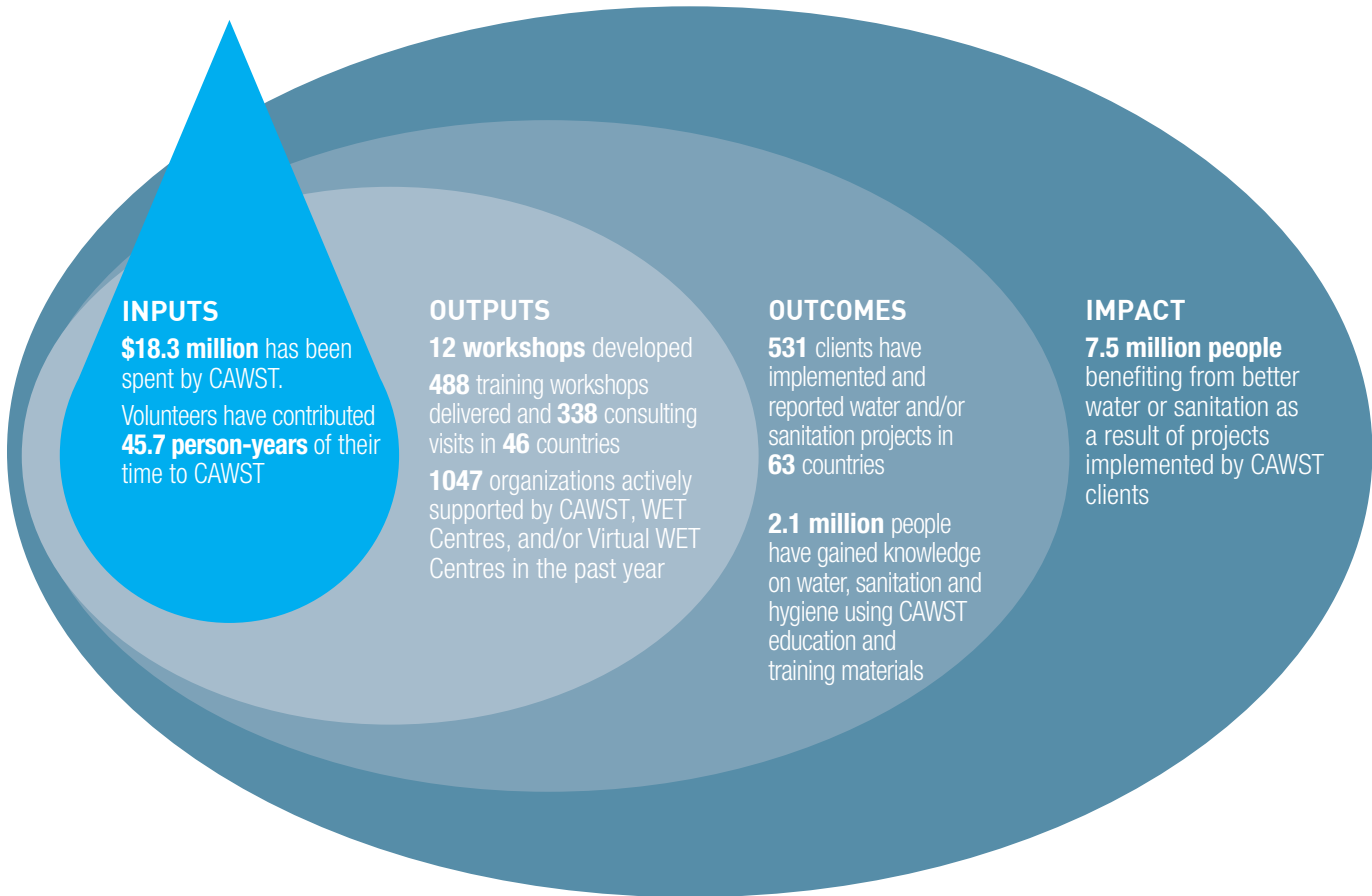 INPUTS
$18.3 million has been
spent by CAWST.
Volunteers have contributed
45.7 person-years of their
time to CAWST
OUTPUTS
12 workshops developed
488 training workshops
delivered and 338 consulting
visits in 46 countries
1047 organizations actively
supported by CAWST, WET
Centres, and/or Virtual WET
Centres in the past year
OUTCOMES
531 clients have
implemented and
reported water and/or
sanitation projects in
63 countries
2.1 million people
have gained knowledge
on water, sanitation and
hygiene using CAWST
education and
training materials
IMPACT
7.5 million people
benefiting from better
water or sanitation as
a result of projects
implemented by CAWST
clients